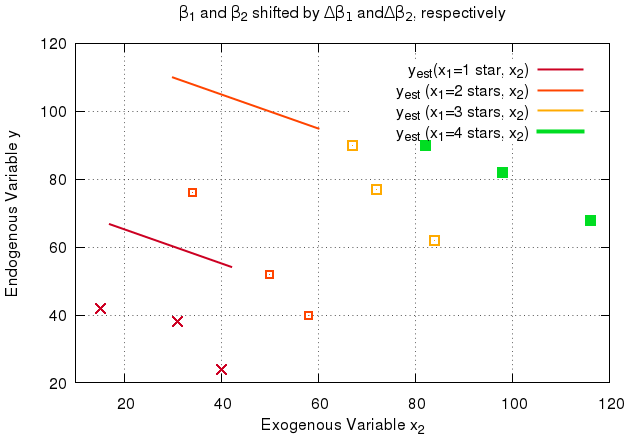 β₁ and β₂ shifted by Δβ₁ andΔβ₂, respectively
120
100
80
60
40
20
Endogenous Variable y
yest(x₁=1 star, x₂)
yest (x₁=2 stars, x₂)
yest (x₁=3 stars, x₂)
yest (x₁=4 stars, x₂)
20 40 60 80 100 120
Exogenous Variable x₂